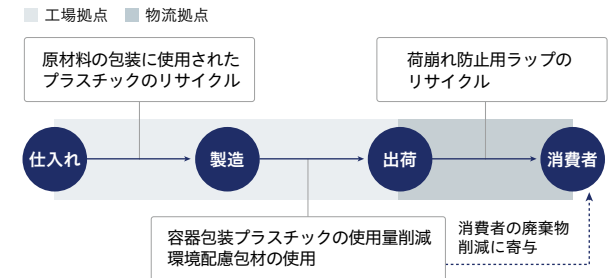 工場拠点 物流拠点
原材料の包装に使用された
プラスチックのリサイクル
荷崩れ防止用ラップの
リサイクル
仕入れ 製造 出荷 消費者
容器包装プラスチックの使用量削減
環境配慮包材の使用
消費者の廃棄物
削減に寄与